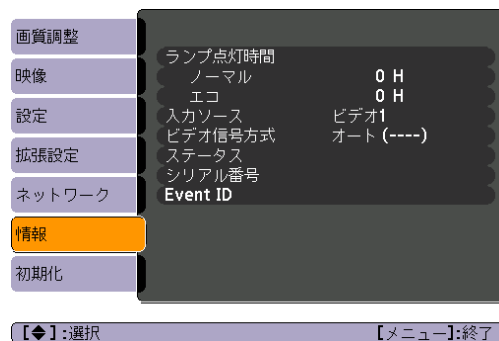 画質調整
映像
設定
拡張設定
ネットワーク
情報
初期化
ランプ点灯時間
ノーマル 0 H
エコ 0 H
入力ソース ビデオ1
ビデオ信号方式 オート (----)
ステータス
シリアル番号
Event ID
【◆】:選択 【メニュー】:終了